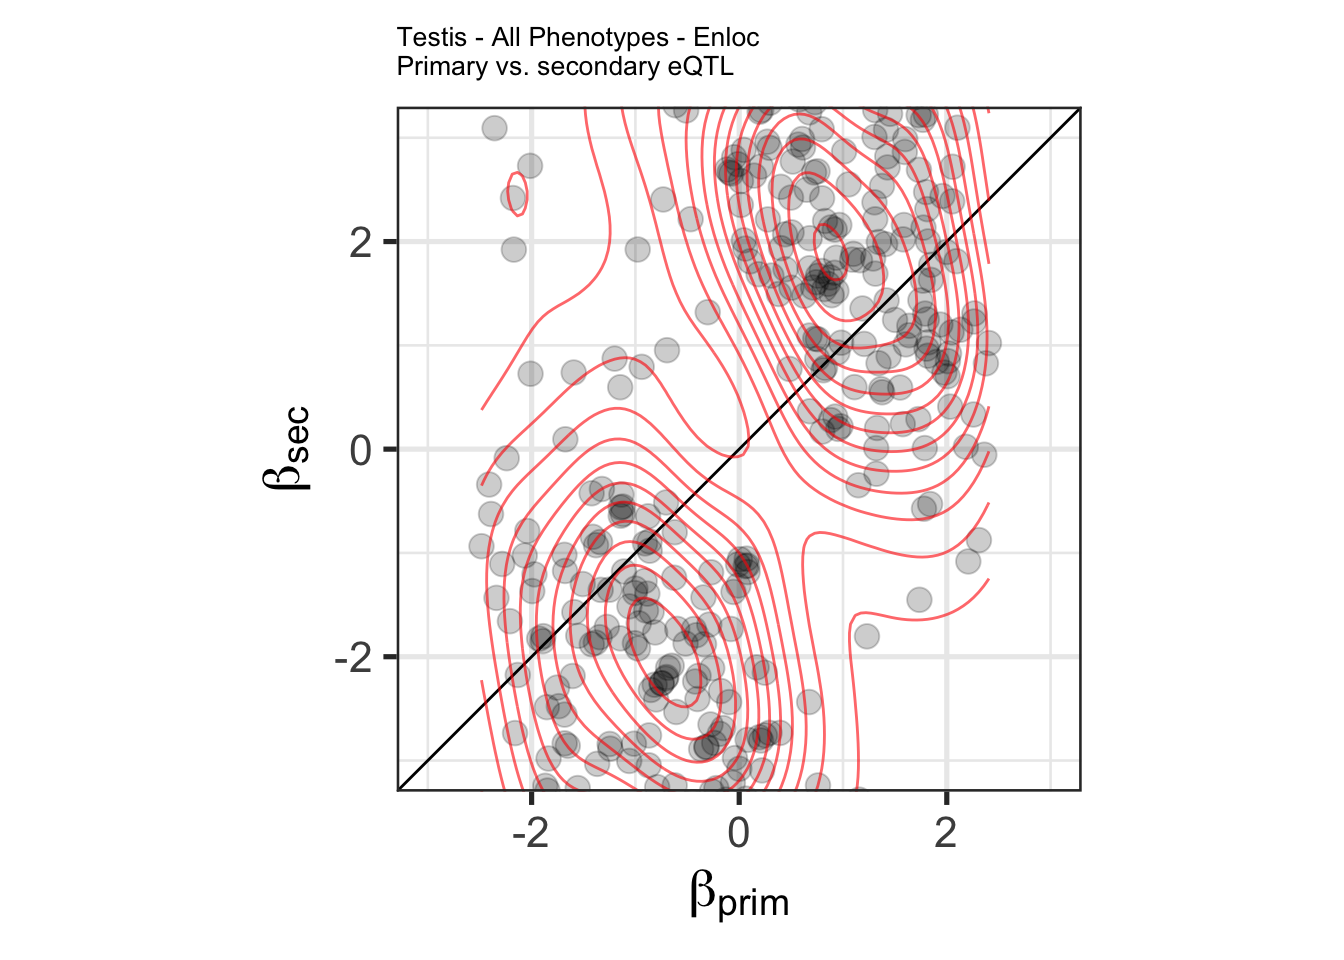 Testis - All Phenotypes - Enloc
Primary vs. secondary eQTL
2
0
-2
βsec
-2 0 2
βprim